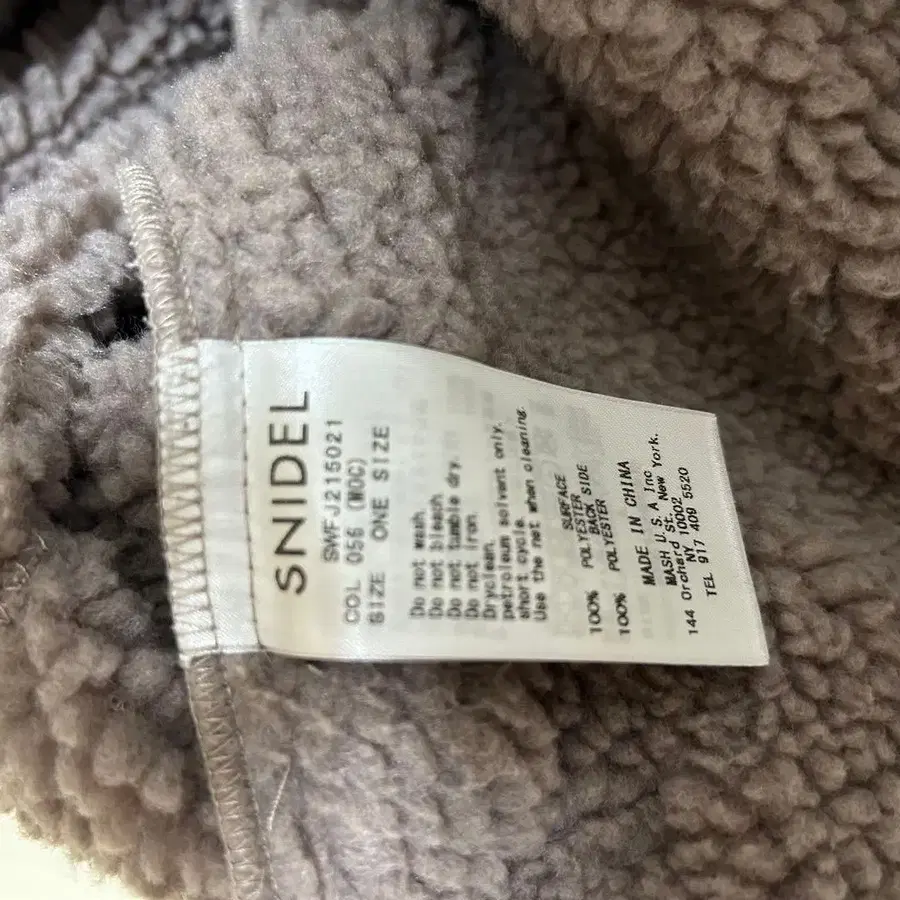 SNIDEL
SWFJ215021
COL 056 (MOC)
SIZE ONE SIZE
Do not wash.
Do not bleach.
Do not tumble dry.
Do not iron.
Dryclean.
petroleum solvent only.
short cycle.
Use the net when cleaning.
SURFACE
100% POLYESTER
BACK SIDE
100% POLYESTER
MADE IN CHINA
MASH U.S.A Inc
144 Orchard St. New York.
NY 10002
TEL 917 409 5520